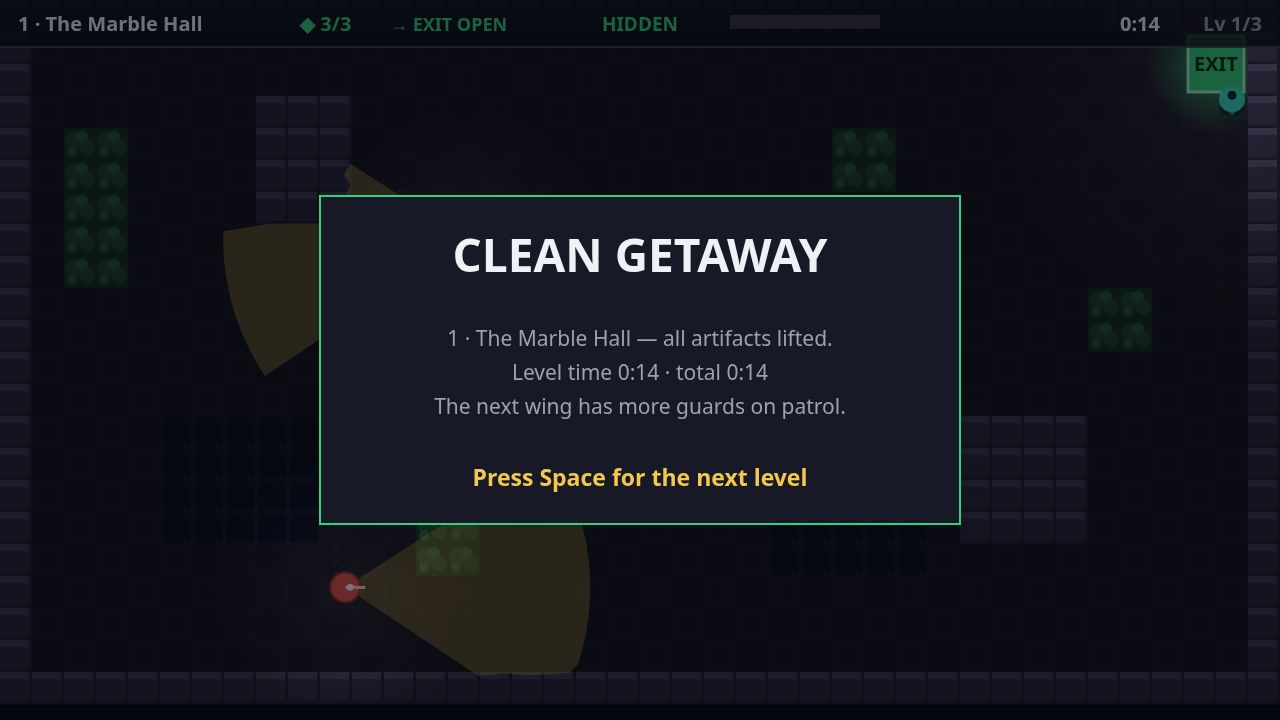 1 · The Marble Hall ◆ 3/3 → EXIT OPEN HIDDEN 0:14 Lv 1/3
EXIT
CLEAN GETAWAY
1 · The Marble Hall — all artifacts lifted.
Level time 0:14 · total 0:14
The next wing has more guards on patrol.
Press Space for the next level